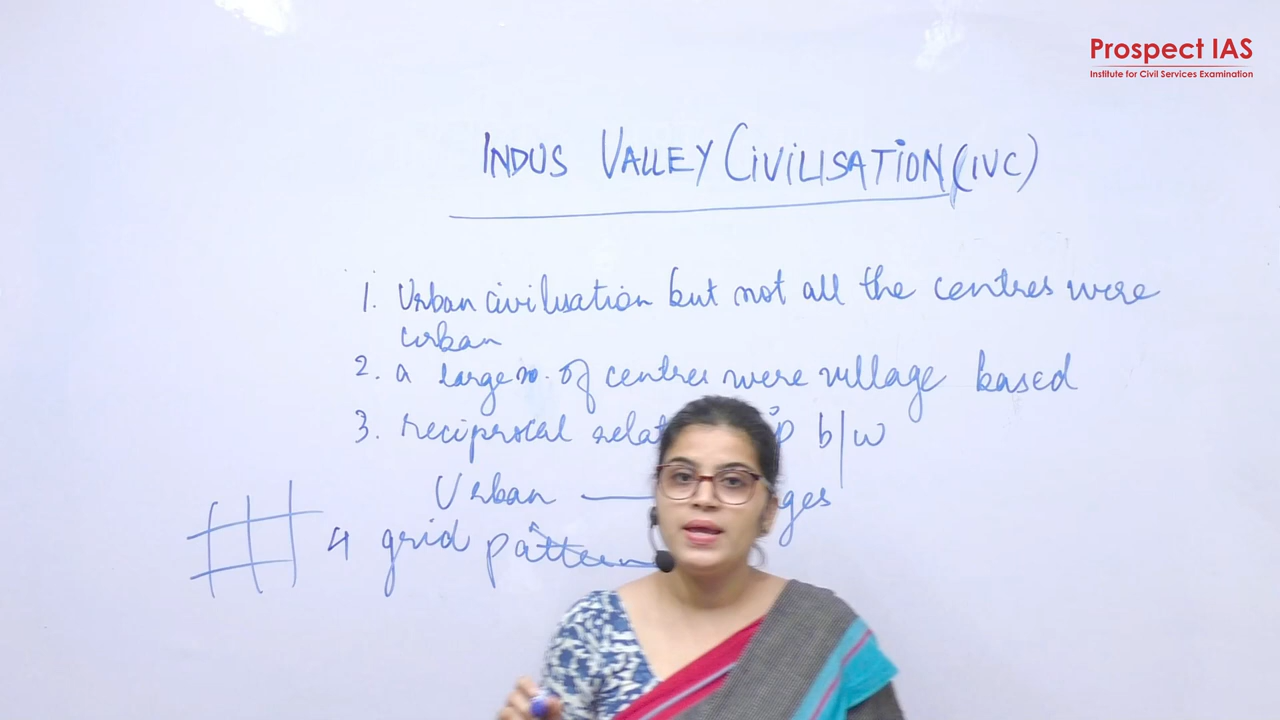 Prospect IAS
Institute for Civil Services Examination
INDUS VALLEY CIVILISATION (IVC)
1. Urban civilisation but not all the centres were
urban
2. a large no. of centres were village based
3. reciprocal b/w
Urban —
4 grid pattern